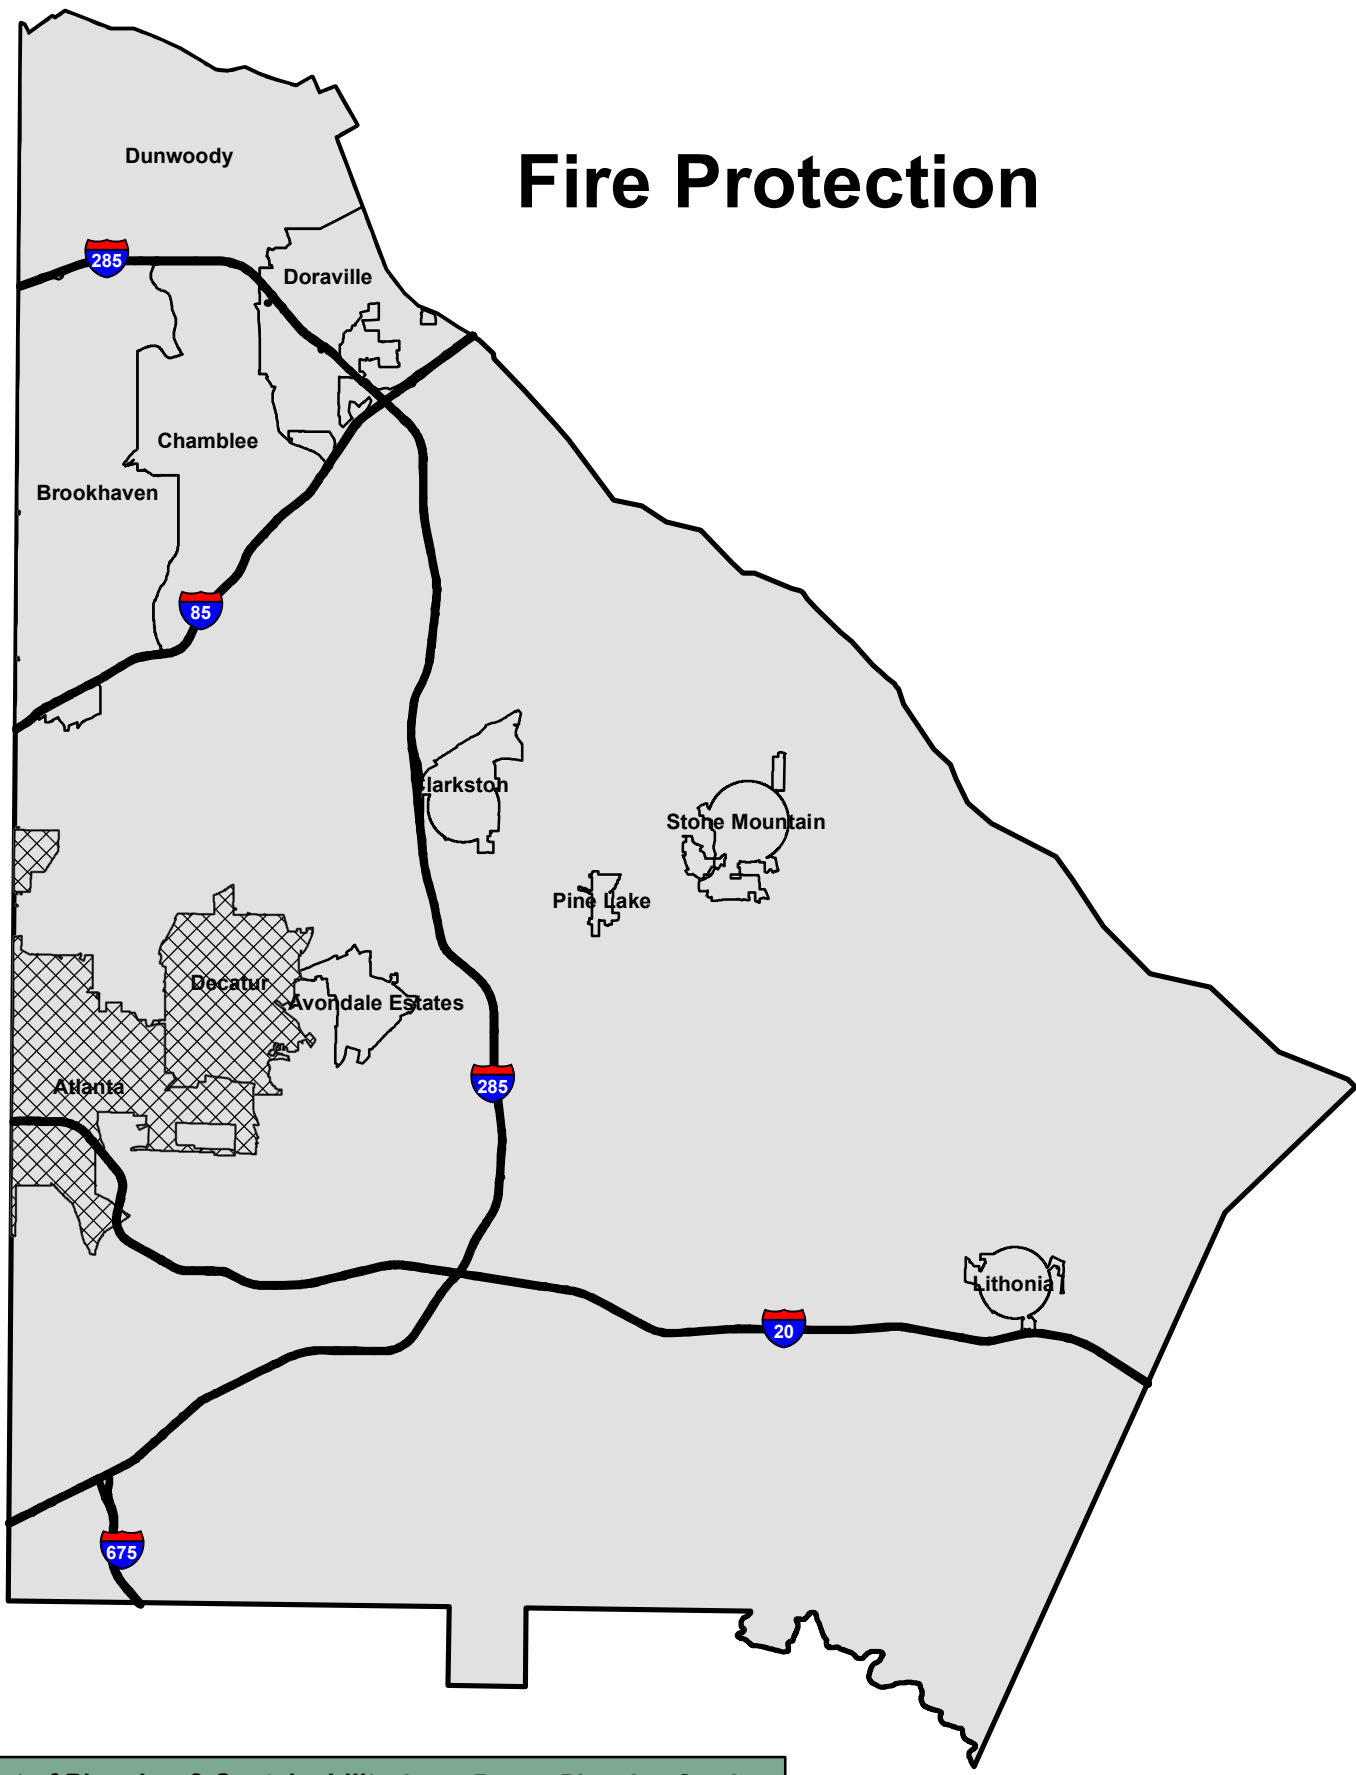 Fire Protection
Dunwoody
285
Doraville
Chamblee
Brookhaven
85
Clarkston
Stone Mountain
Pine Lake
Decatur
Avondale Estates
Atlanta
285
Lithonia
20
675